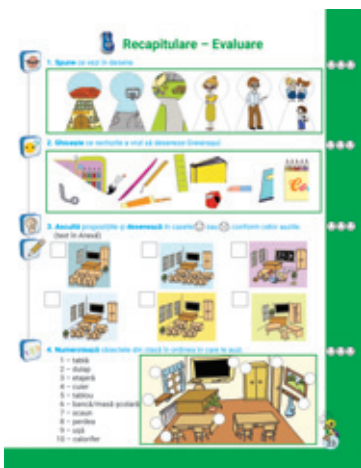 Recapitulare – Evaluare
1. Spune ce vezi în desene.
2. Ghicește ce rechizite a vrut să deseneze
3. Ascultă propozițiile și desenează în casete sau conform celor auzite.
(text în Anexă)
4. Numerotează obiectele din clasă în ordinea în care le auzi.
1 – tablă
2 – dulap
3 – etajeră
4 – cuier
5 – tablou
6 – bancă/masă școlară
7 – scaun
8 – perdea
9 – ușă
10 – calorifer